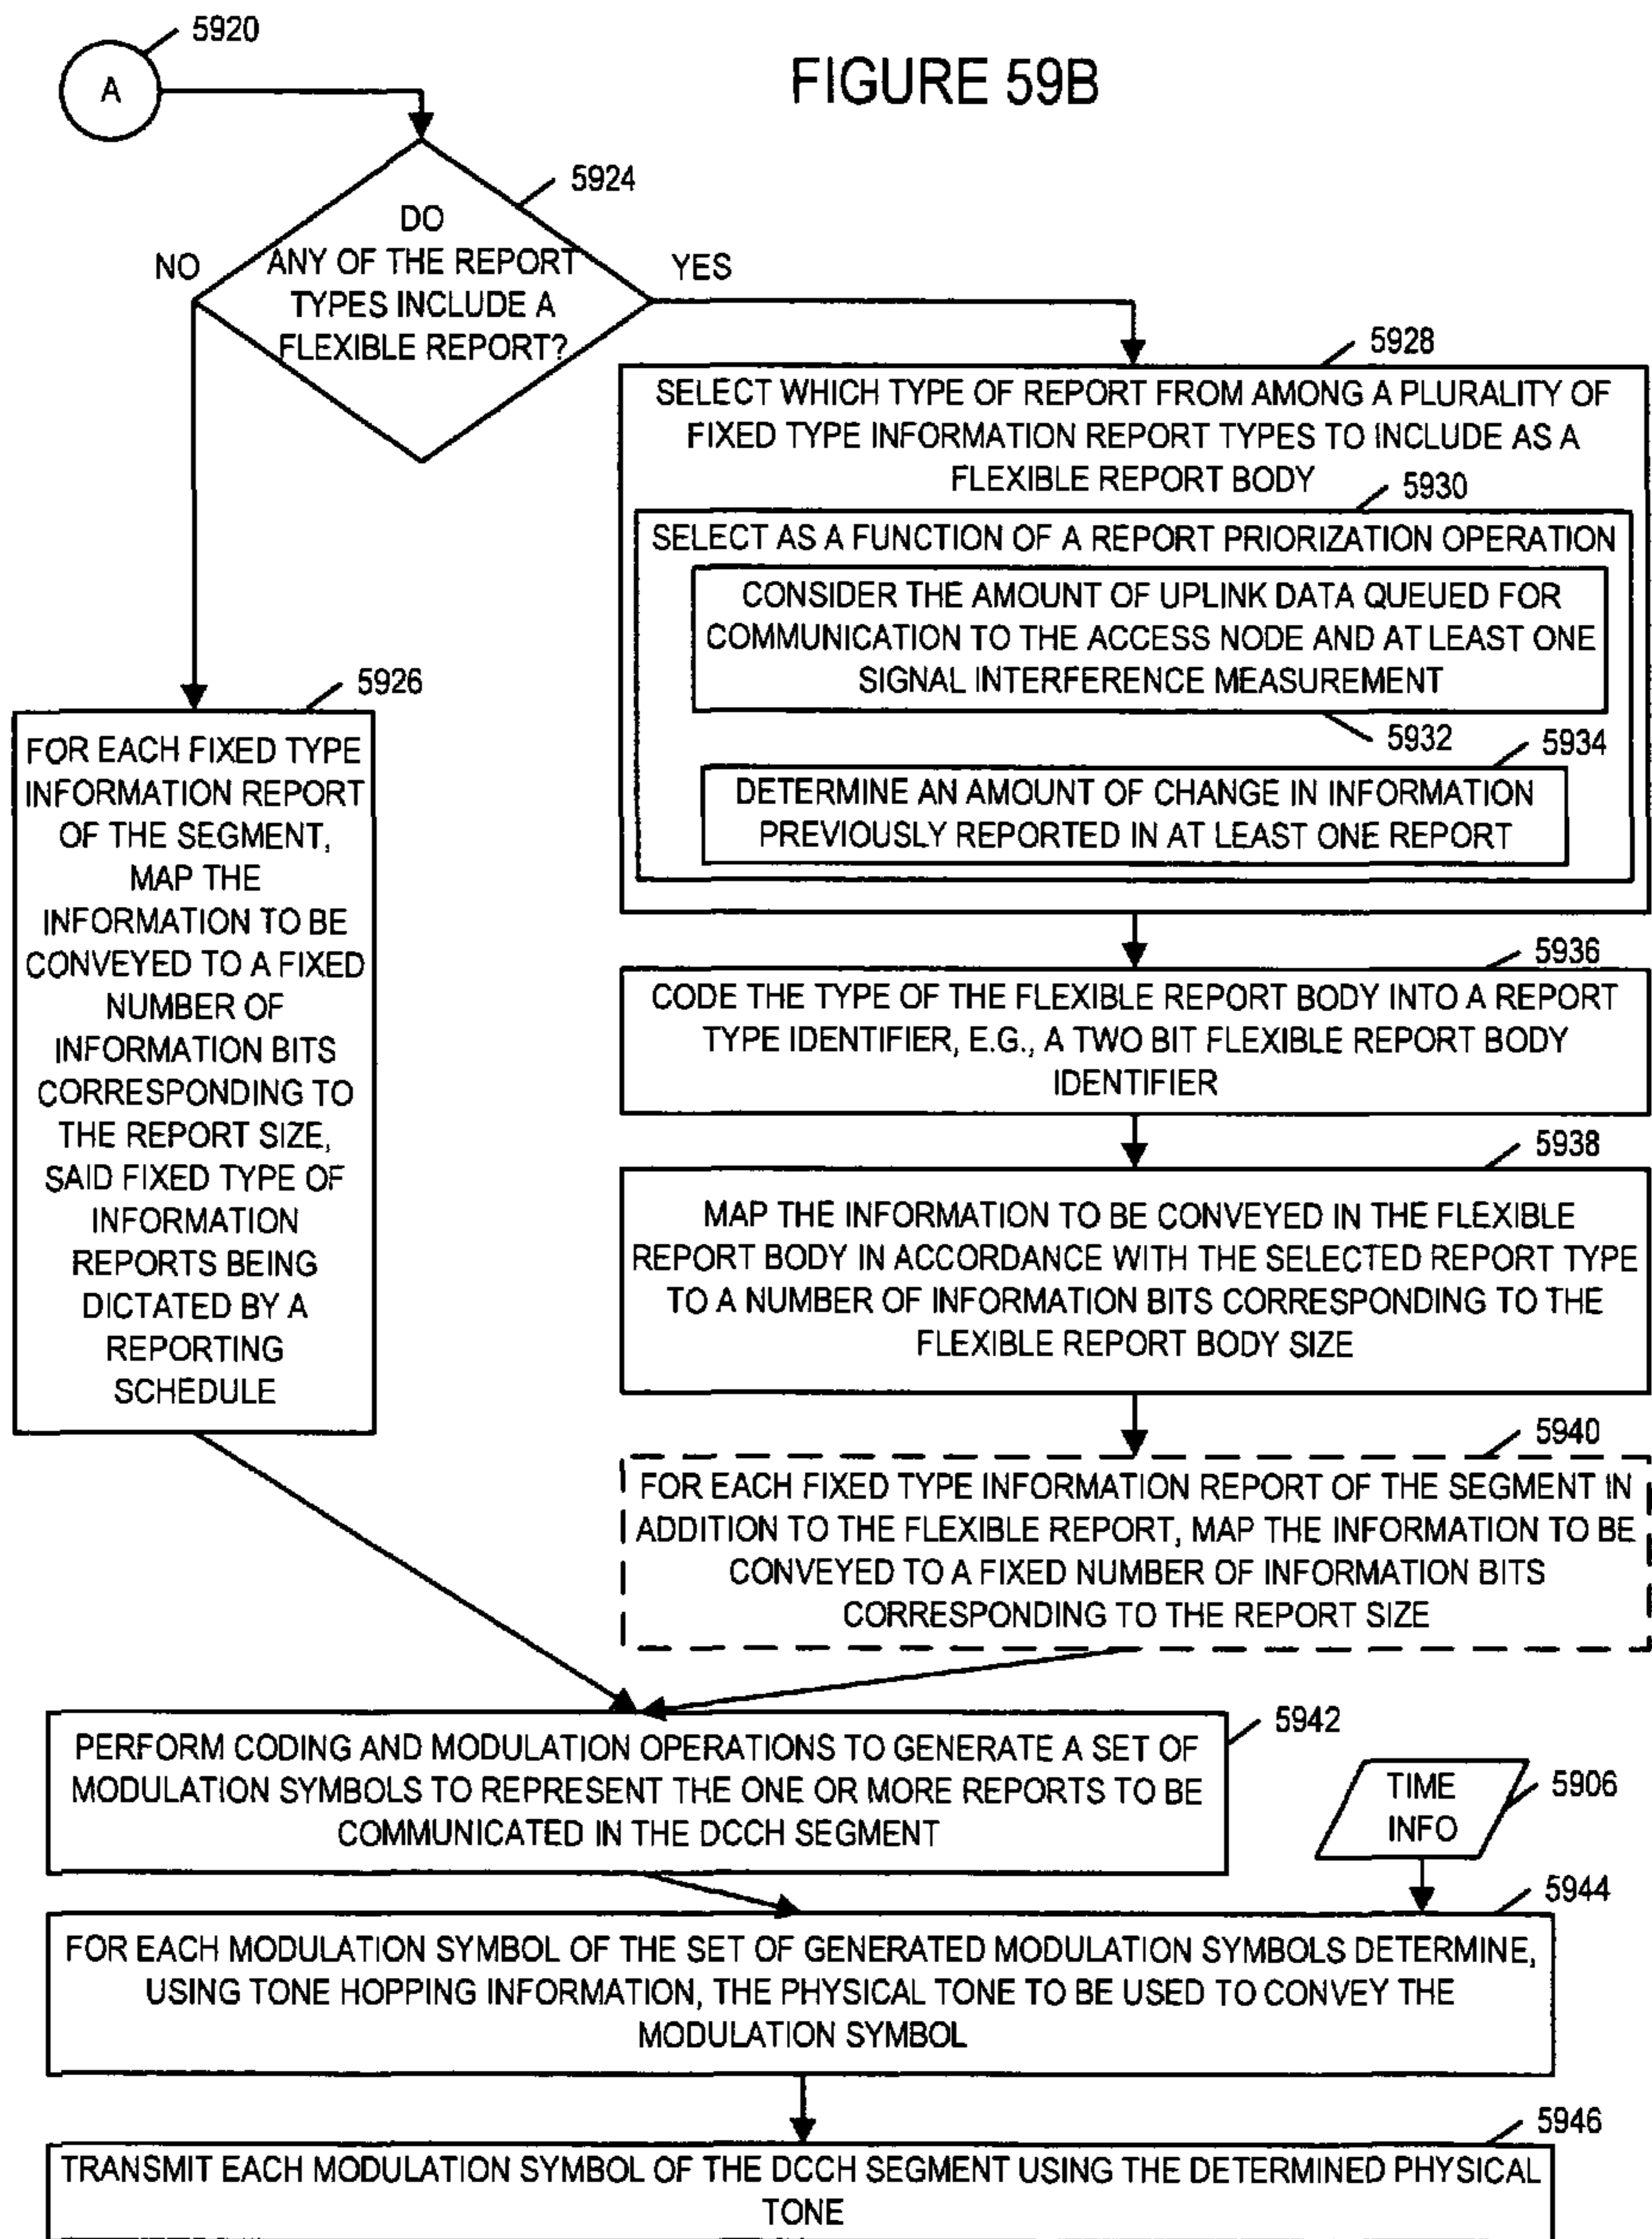 5920
FIGURE 59B
A
5924
DO
ANY OF THE REPORT
TYPES INCLUDE A
FLEXIBLE REPORT?
NO
YES
5928
SELECT WHICH TYPE OF REPORT FROM AMONG A PLURALITY OF
FIXED TYPE INFORMATION REPORT TYPES TO INCLUDE AS A
FLEXIBLE REPORT BODY
5930
SELECT AS A FUNCTION OF A REPORT PRIORIZATION OPERATION
CONSIDER THE AMOUNT OF UPLINK DATA QUEUED FOR
COMMUNICATION TO THE ACCESS NODE AND AT LEAST ONE
SIGNAL INTERFERENCE MEASUREMENT
5932
5934
DETERMINE AN AMOUNT OF CHANGE IN INFORMATION
PREVIOUSLY REPORTED IN AT LEAST ONE REPORT
5926
FOR EACH FIXED TYPE
INFORMATION REPORT
OF THE SEGMENT,
MAP THE
INFORMATION TO BE
CONVEYED TO A FIXED
NUMBER OF
INFORMATION BITS
CORRESPONDING TO
THE REPORT SIZE,
SAID FIXED TYPE OF
INFORMATION
REPORTS BEING
DICTATED BY A
REPORTING
SCHEDULE
5936
CODE THE TYPE OF THE FLEXIBLE REPORT BODY INTO A REPORT
TYPE IDENTIFIER, E.G., A TWO BIT FLEXIBLE REPORT BODY
IDENTIFIER
5938
MAP THE INFORMATION TO BE CONVEYED IN THE FLEXIBLE
REPORT BODY IN ACCORDANCE WITH THE SELECTED REPORT TYPE
TO A NUMBER OF INFORMATION BITS CORRESPONDING TO THE
FLEXIBLE REPORT BODY SIZE
5940
FOR EACH FIXED TYPE INFORMATION REPORT OF THE SEGMENT IN
ADDITION TO THE FLEXIBLE REPORT, MAP THE INFORMATION TO BE
CONVEYED TO A FIXED NUMBER OF INFORMATION BITS
CORRESPONDING TO THE REPORT SIZE
5942
PERFORM CODING AND MODULATION OPERATIONS TO GENERATE A SET OF
MODULATION SYMBOLS TO REPRESENT THE ONE OR MORE REPORTS TO BE
COMMUNICATED IN THE DCCH SEGMENT
TIME
INFO
5906
5944
FOR EACH MODULATION SYMBOL OF THE SET OF GENERATED MODULATION SYMBOLS DETERMINE,
USING TONE HOPPING INFORMATION, THE PHYSICAL TONE TO BE USED TO CONVEY THE
MODULATION SYMBOL
5946
TRANSMIT EACH MODULATION SYMBOL OF THE DCCH SEGMENT USING THE DETERMINED PHYSICAL
TONE